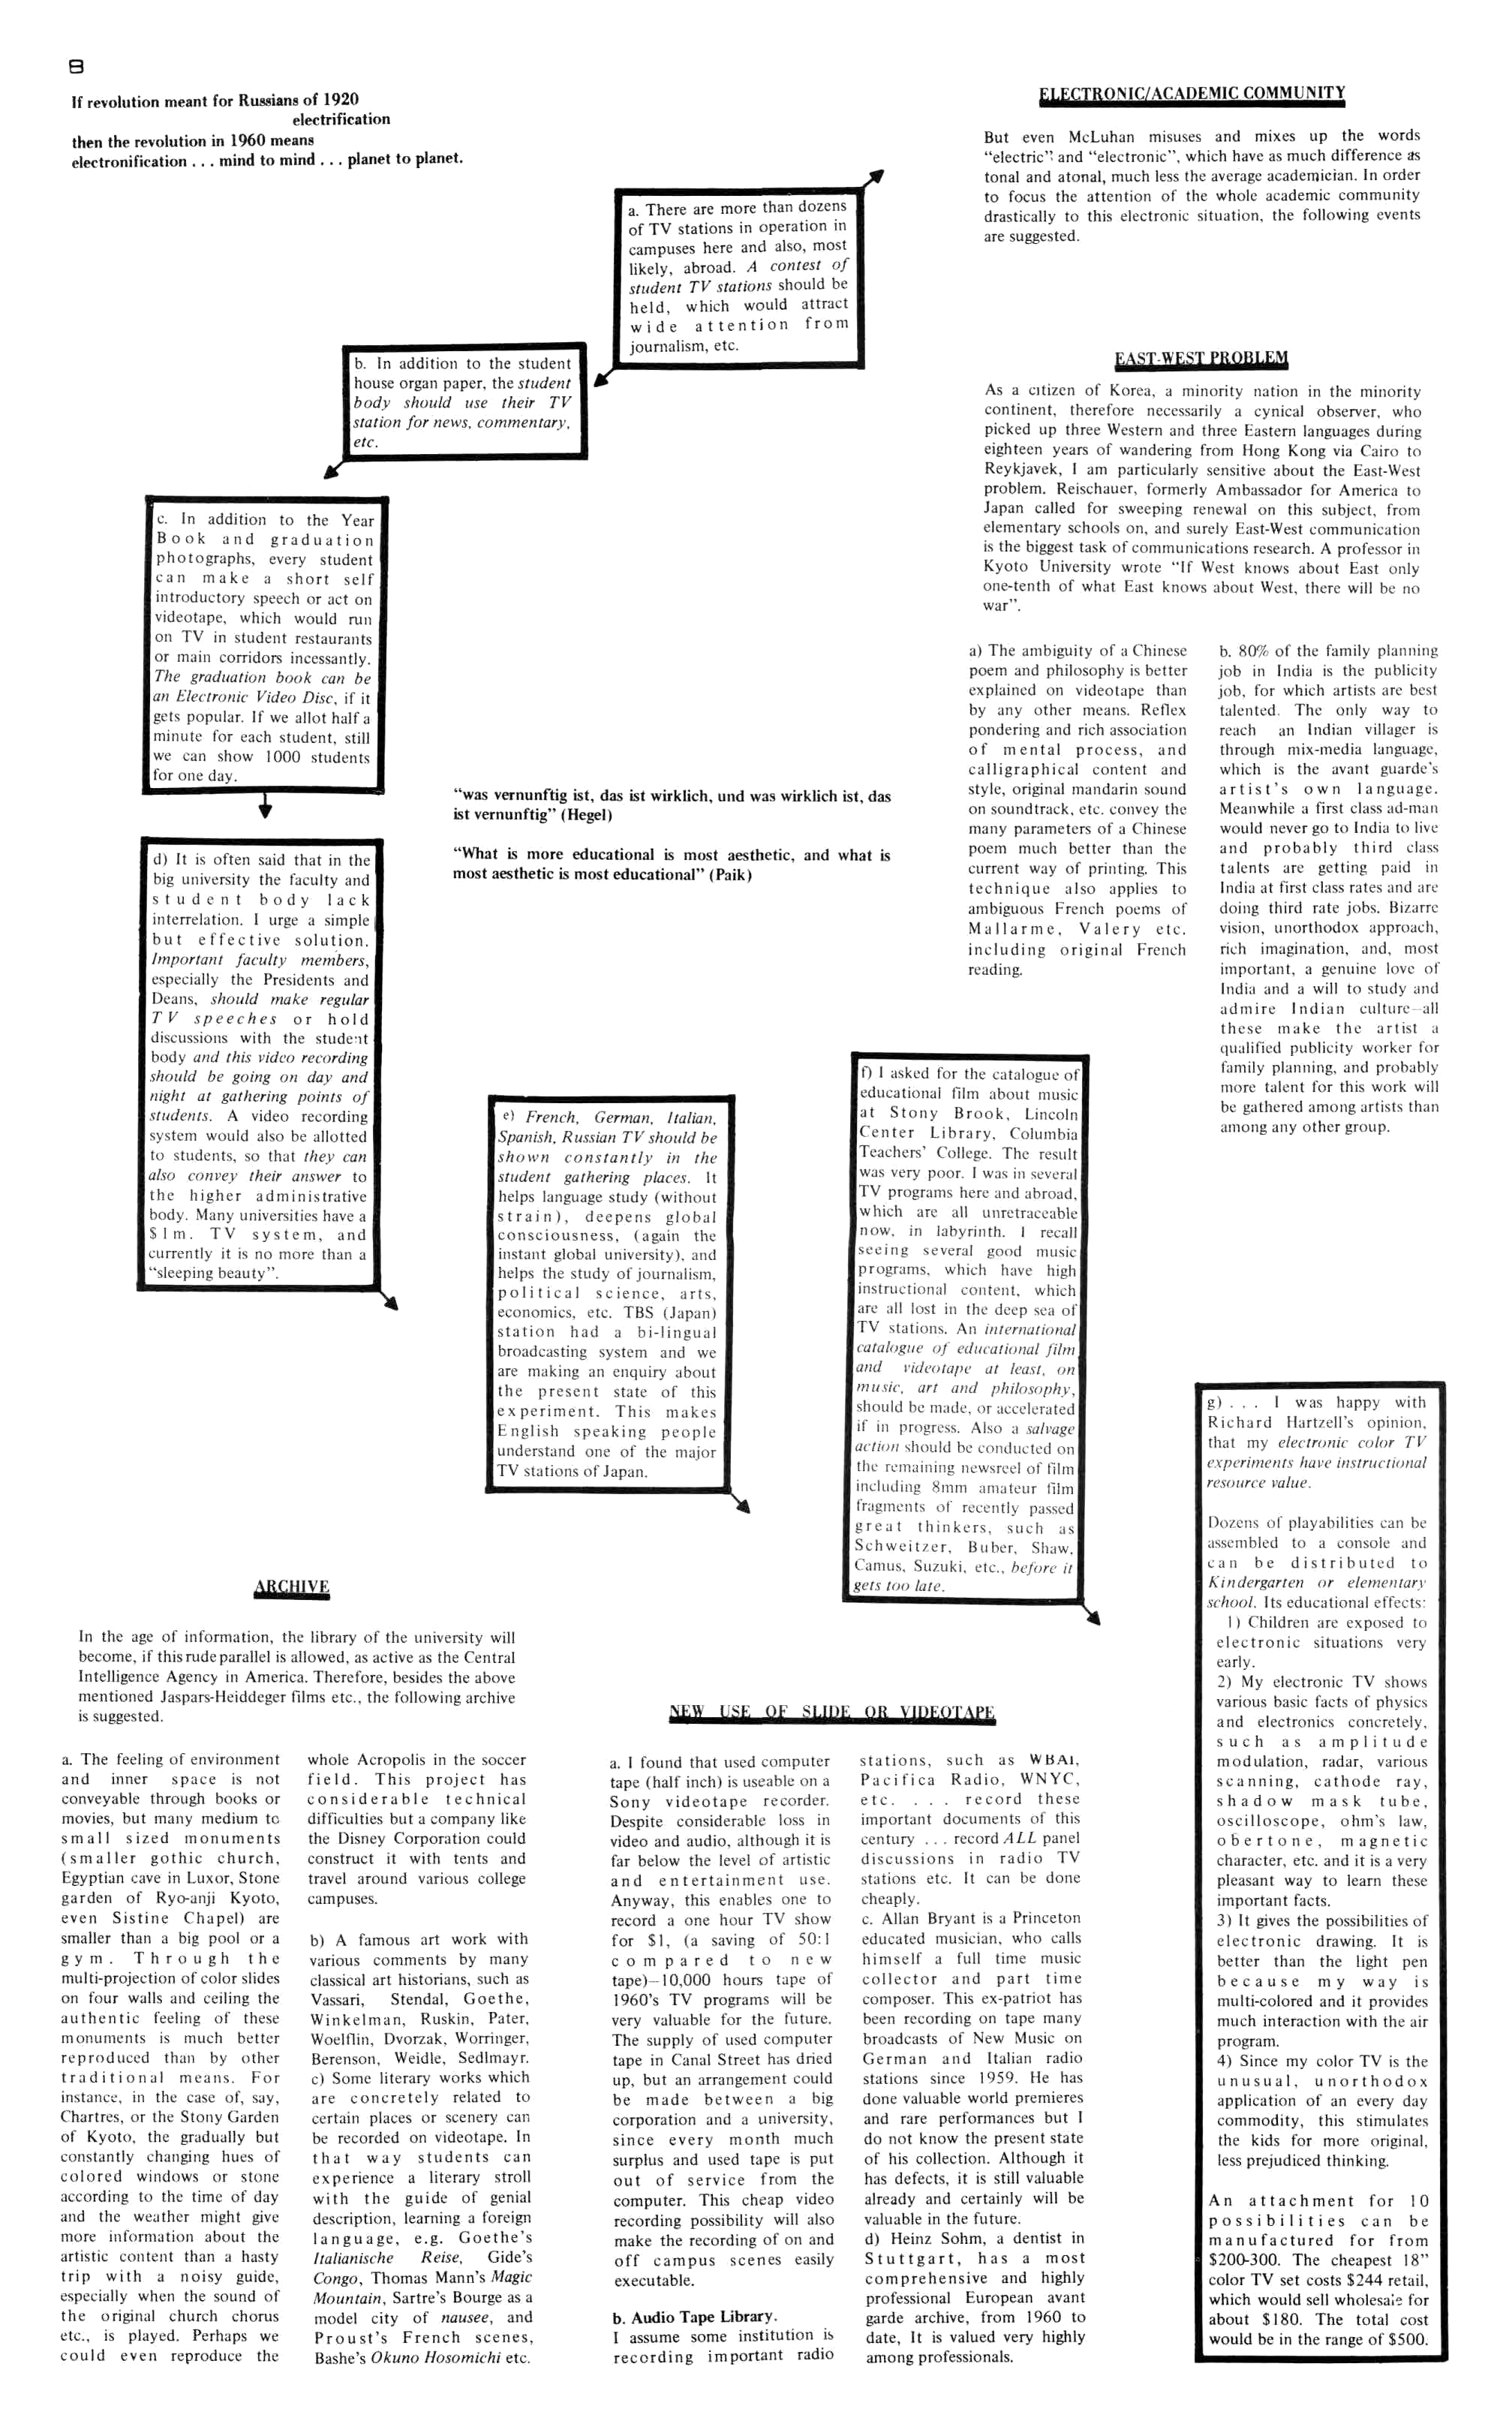 8
If revolution meant for Russians of 1920
electrification
then the revolution in 1960 means
electronification . . . mind to mind . . . planet to planet.
ELECTRONIC/ACADEMIC COMMUNITY
But even McLuhan misuses and mixes up the words
“electric” and “electronic”, which have as much difference as
tonal and atonal, much less the average academician. In order
to focus the attention of the whole academic community
drastically to this electronic situation, the following events
are suggested.
a. There are more than dozens
of TV stations in operation in
campuses here and also, most
likely, abroad. A contest of
student TV stations should be
held, which would attract
wide attention from
journalism, etc.
b. In addition to the student
house organ paper, the student
body should use their TV
station for news, commentary,
etc.
c. In addition to the Year
Book and graduation
photographs, every student
can make a short self
introductory speech or act on
videotape, which would run
on TV in student restaurants
or main corridors incessantly.
The graduation book can be
an Electronic Video Disc, if it
gets popular. If we allot half a
minute for each student, still
we can show 1000 students
for one day.
d) It is often said that in the
big university the faculty and
student body lack
interrelation. I urge a simple
but effective solution.
Important faculty members,
especially the Presidents and
Deans, should make regular
TV speeches or hold
discussions with the student
body and this video recording
should be going on day and
night at gathering points of
students. A video recording
system would also be allotted
to students, so that they can
also convey their answer to
the higher administrative
body. Many universities have a
$1m. TV system, and
currently it is no more than a
“sleeping beauty”.
“was vernunftig ist, das ist wirklich, und was wirklich ist, das
ist vernunftig” (Hegel)
“What is more educational is most aesthetic, and what is
most aesthetic is most educational” (Paik)
EAST-WEST PROBLEM
As a citizen of Korea, a minority nation in the minority
continent, therefore necessarily a cynical observer, who
picked up three Western and three Eastern languages during
eighteen years of wandering from Hong Kong via Cairo to
Reykjavek, I am particularly sensitive about the East-West
problem. Reischauer, formerly Ambassador for America to
Japan called for sweeping renewal on this subject, from
elementary schools on, and surely East-West communication
is the biggest task of communications research. A professor in
Kyoto University wrote “If West knows about East only
one-tenth of what East knows about West, there will be no
war”.
a) The ambiguity of a Chinese
poem and philosophy is better
explained on videotape than
by any other means. Reflex
pondering and rich association
of mental process, and
calligraphical content and
style, original mandarin sound
on soundtrack, etc. convey the
many parameters of a Chinese
poem much better than the
current way of printing. This
technique also applies to
ambiguous French poems of
Mallarme, Valery etc.
including original French
reading.
b. 80% of the family planning
job in India is the publicity
job, for which artists are best
talented. The only way to
reach an Indian villager is
through mix-media language,
which is the avant guarde's
artist's own language.
Meanwhile a first class ad-man
would never go to India to live
and probably third class
talents are getting paid in
India at first class rates and are
doing third rate jobs. Bizarre
vision, unorthodox approach,
rich imagination, and, most
important, a genuine love of
India and a will to study and
admire Indian culture—all
these make the artist a
qualified publicity worker for
family planning, and probably
more talent for this work will
be gathered among artists than
among any other group.
e) French, German, Italian,
Spanish, Russian TV should be
shown constantly in the
student gathering places. It
helps language study (without
strain), deepens global
consciousness, (again the
instant global university), and
helps the study of journalism,
political science, arts,
economics, etc. TBS (Japan)
station had a bi-lingual
broadcasting system and we
are making an enquiry about
the present state of this
experiment. This makes
English speaking people
understand one of the major
TV stations of Japan.
f) I asked for the catalogue of
educational film about music
at Stony Brook, Lincoln
Center Library, Columbia
Teachers' College. The result
was very poor. I was in several
TV programs here and abroad,
which are all unretraceable
now, in labyrinth. I recall
seeing several good music
programs, which have high
instructional content, which
are all lost in the deep sea of
TV stations. An international
catalogue of educational film
and videotape at least, on
music, art and philosophy,
should be made, or accelerated
if in progress. Also a salvage
action should be conducted on
the remaining newsreel of film
including 8mm amateur film
fragments of recently passed
great thinkers, such as
Schweitzer, Buber, Shaw,
Camus, Suzuki, etc., before it
gets too late.
g) . . . I was happy with
Richard Hartzell's opinion,
that my electronic color TV
experiments have instructional
resource value.
Dozens of playabilities can be
assembled to a console and
can be distributed to
Kindergarten or elementary
school. Its educational effects:
1) Children are exposed to
electronic situations very
early.
2) My electronic TV shows
various basic facts of physics
and electronics concretely,
such as amplitude
modulation, radar, various
scanning, cathode ray,
shadow mask tube,
oscilloscope, ohm's law,
obertone, magnetic
character, etc. and it is a very
pleasant way to learn these
important facts.
3) It gives the possibilities of
electronic drawing. It is
better than the light pen
because my way is
multi-colored and it provides
much interaction with the air
program.
4) Since my color TV is the
unusual, unorthodox
application of an every day
commodity, this stimulates
the kids for more original,
less prejudiced thinking.
An attachment for 10
possibilities can be
manufactured for from
$200-300. The cheapest 18”
color TV set costs $244 retail,
which would sell wholesale for
about $180. The total cost
would be in the range of $500.
ARCHIVE
In the age of information, the library of the university will
become, if this rude parallel is allowed, as active as the Central
Intelligence Agency in America. Therefore, besides the above
mentioned Jaspars-Heiddeger films etc., the following archive
is suggested.
a. The feeling of environment
and inner space is not
conveyable through books or
movies, but many medium to
small sized monuments
(smaller gothic church,
Egyptian cave in Luxor, Stone
garden of Ryo-anji Kyoto,
even Sistine Chapel) are
smaller than a big pool or a
gym. Through the
multi-projection of color slides
on four walls and ceiling the
authentic feeling of these
monuments is much better
reproduced than by other
traditional means. For
instance, in the case of, say,
Chartres, or the Stony Garden
of Kyoto, the gradually but
constantly changing hues of
colored windows or stone
according to the time of day
and the weather might give
more information about the
artistic content than a hasty
trip with a noisy guide,
especially when the sound of
the original church chorus
etc., is played. Perhaps we
could even reproduce the
whole Acropolis in the soccer
field. This project has
considerable technical
difficulties but a company like
the Disney Corporation could
construct it with tents and
travel around various college
campuses.
b) A famous art work with
various comments by many
classical art historians, such as
Vassari, Stendal, Goethe,
Winkelman, Ruskin, Pater,
Woelflin, Dvorzak, Worringer,
Berenson, Weidle, Sedlmayr.
c) Some literary works which
are concretely related to
certain places or scenery can
be recorded on videotape. In
that way students can
experience a literary stroll
with the guide of genial
description, learning a foreign
language, e.g. Goethe's
Italianische Reise, Gide's
Congo, Thomas Mann's Magic
Mountain, Sartre's Bourge as a
model city of nausee, and
Proust's French scenes,
Bashe's Okuno Hosomichi etc.
NEW USE OF SLIDE OR VIDEOTAPE
a. I found that used computer
tape (half inch) is useable on a
Sony videotape recorder.
Despite considerable loss in
video and audio, although it is
far below the level of artistic
and entertainment use.
Anyway, this enables one to
record a one hour TV show
for $1, (a saving of 50:1
compared to new
tape)—10,000 hours tape of
1960's TV programs will be
very valuable for the future.
The supply of used computer
tape in Canal Street has dried
up, but an arrangement could
be made between a big
corporation and a university,
since every month much
surplus and used tape is put
out of service from the
computer. This cheap video
recording possibility will also
make the recording of on and
off campus scenes easily
executable.
b. Audio Tape Library.
I assume some institution is
recording important radio
stations, such as WBAI,
Pacifica Radio, WNYC,
etc. . . . record these
important documents of this
century . . . record ALL panel
discussions in radio TV
stations etc. It can be done
cheaply.
c. Allan Bryant is a Princeton
educated musician, who calls
himself a full time music
collector and part time
composer. This ex-patriot has
been recording on tape many
broadcasts of New Music on
German and Italian radio
stations since 1959. He has
done valuable world premieres
and rare performances but I
do not know the present state
of his collection. Although it
has defects, it is still valuable
already and certainly will be
valuable in the future.
d) Heinz Sohm, a dentist in
Stuttgart, has a most
comprehensive and highly
professional European avant
garde archive, from 1960 to
date, It is valued very highly
among professionals.